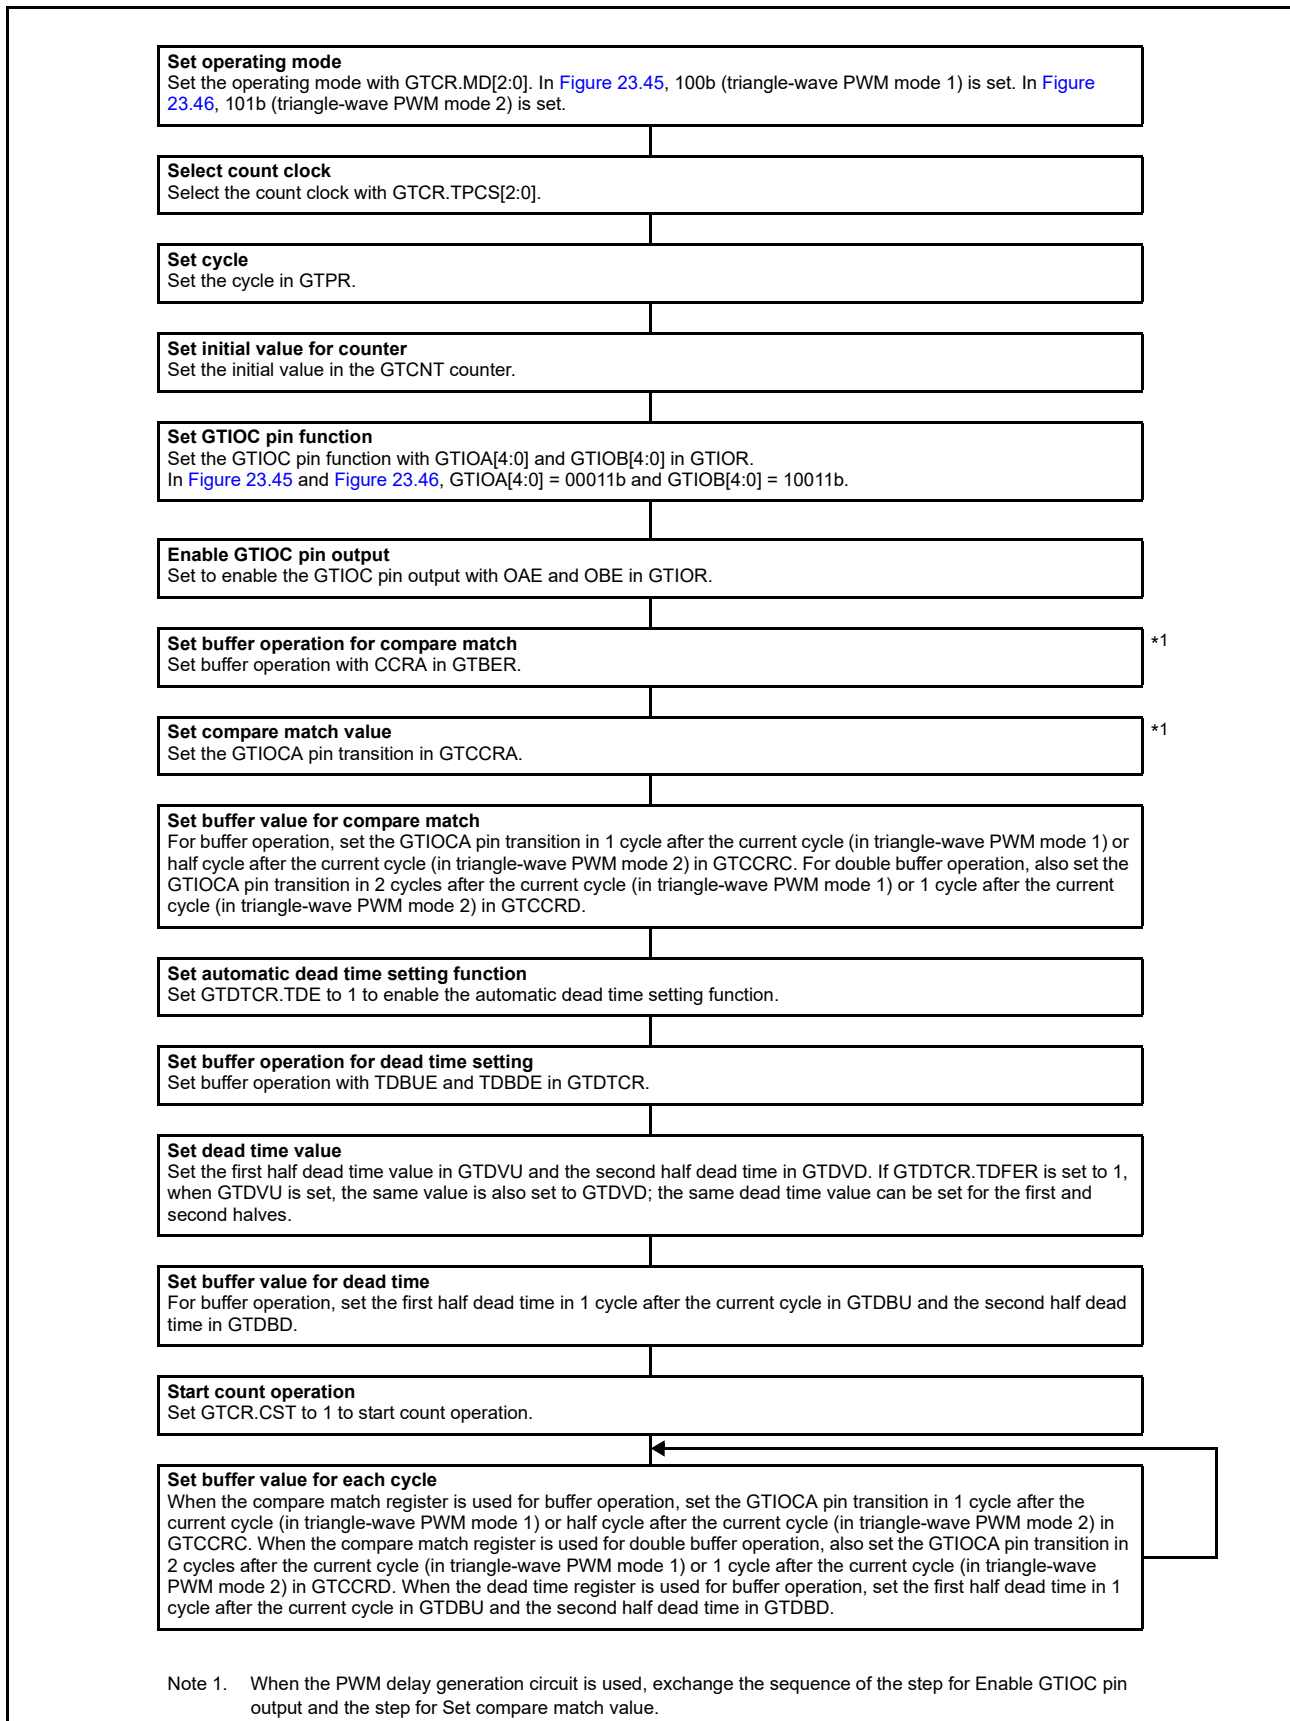 Set operating mode
Set the operating mode with GTCR.MD[2:0]. In Figure 23.45, 100b (triangle-wave PWM mode 1) is set. In Figure
23.46, 101b (triangle-wave PWM mode 2) is set.
Select count clock
Select the count clock with GTCR.TPCS[2:0].
Set cycle
Set the cycle in GTPR.
Set initial value for counter
Set the initial value in the GTCNT counter.
Set GTIOC pin function
Set the GTIOC pin function with GTIOA[4:0] and GTIOB[4:0] in GTIOR.
In Figure 23.45 and Figure 23.46, GTIOA[4:0] = 00011b and GTIOB[4:0] = 10011b.
Enable GTIOC pin output
Set to enable the GTIOC pin output with OAE and OBE in GTIOR.
Set buffer operation for compare match
Set buffer operation with CCRA in GTBER.
*1
Set compare match value
Set the GTIOCA pin transition in GTCCRA.
*1
Set buffer value for compare match
For buffer operation, set the GTIOCA pin transition in 1 cycle after the current cycle (in triangle-wave PWM mode 1) or
half cycle after the current cycle (in triangle-wave PWM mode 2) in GTCCRC. For double buffer operation, also set the
GTIOCA pin transition in 2 cycles after the current cycle (in triangle-wave PWM mode 1) or 1 cycle after the current
cycle (in triangle-wave PWM mode 2) in GTCCRD.
Set automatic dead time setting function
Set GTDTCR.TDE to 1 to enable the automatic dead time setting function.
Set buffer operation for dead time setting
Set buffer operation with TDBUE and TDBDE in GTDTCR.
Set dead time value
Set the first half dead time value in GTDVU and the second half dead time in GTDVD. If GTDTCR.TDFER is set to 1,
when GTDVU is set, the same value is also set to GTDVD; the same dead time value can be set for the first and
second halves.
Set buffer value for dead time
For buffer operation, set the first half dead time in 1 cycle after the current cycle in GTDBU and the second half dead
time in GTDBD.
Start count operation
Set GTCR.CST to 1 to start count operation.
Set buffer value for each cycle
When the compare match register is used for buffer operation, set the GTIOCA pin transition in 1 cycle after the
current cycle (in triangle-wave PWM mode 1) or half cycle after the current cycle (in triangle-wave PWM mode 2) in
GTCCRC. When the compare match register is used for double buffer operation, also set the GTIOCA pin transition in
2 cycles after the current cycle (in triangle-wave PWM mode 1) or 1 cycle after the current cycle (in triangle-wave
PWM mode 2) in GTCCRD. When the dead time register is used for buffer operation, set the first half dead time in 1
cycle after the current cycle in GTDBU and the second half dead time in GTDBD.
Note 1. When the PWM delay generation circuit is used, exchange the sequence of the step for Enable GTIOC pin
output and the step for Set compare match value.